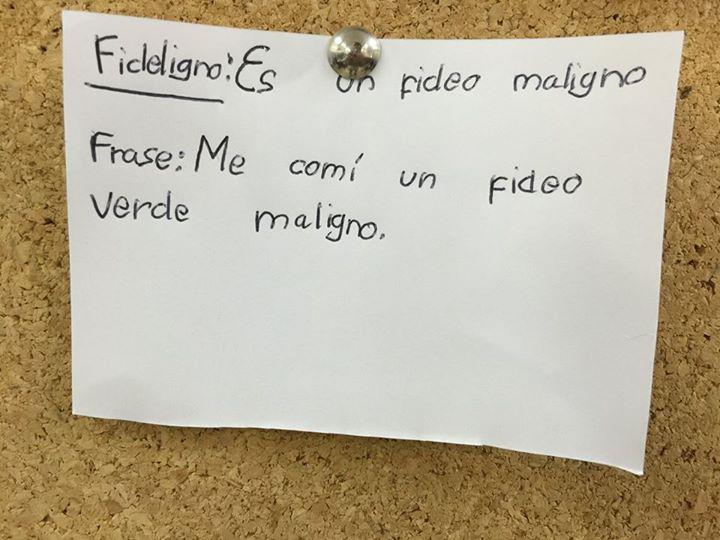 Fideligno: Es un fideo maligno
Frase: Me comí un fideo
verde maligno.